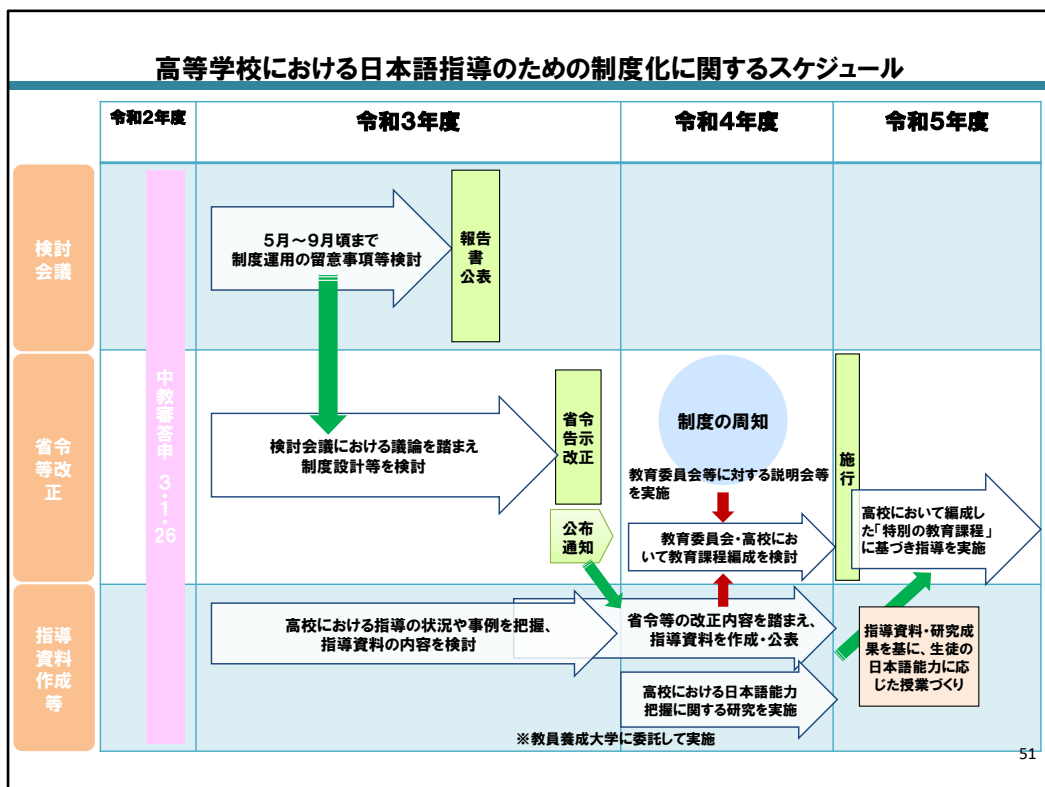 高等学校における日本語指導のための制度化に関するスケジュール
令和2年度
令和3年度
令和4年度
令和5年度
検討
会議
5月～9月頃まで
制度運用の留意事項等検討
報告
書
公表
中教審答申 3・1・26
省令
等改
正
検討会議における議論を踏まえ
制度設計等を検討
省令
告示
改正
公布
通知
制度の周知
教育委員会等に対する説明会等
を実施
教育委員会・高校にお
いて教育課程編成を検討
施行
高校において編成し
た「特別の教育課程」
に基づき指導を実施
指導
資料
作成
等
高校における指導の状況や事例を把握、
指導資料の内容を検討
省令等の改正内容を踏まえ、
指導資料を作成・公表
高校における日本語能力
把握に関する研究を実施
指導資料・研究成
果を基に、生徒の
日本語能力に応
じた授業づくり
※教員養成大学に委託して実施
51